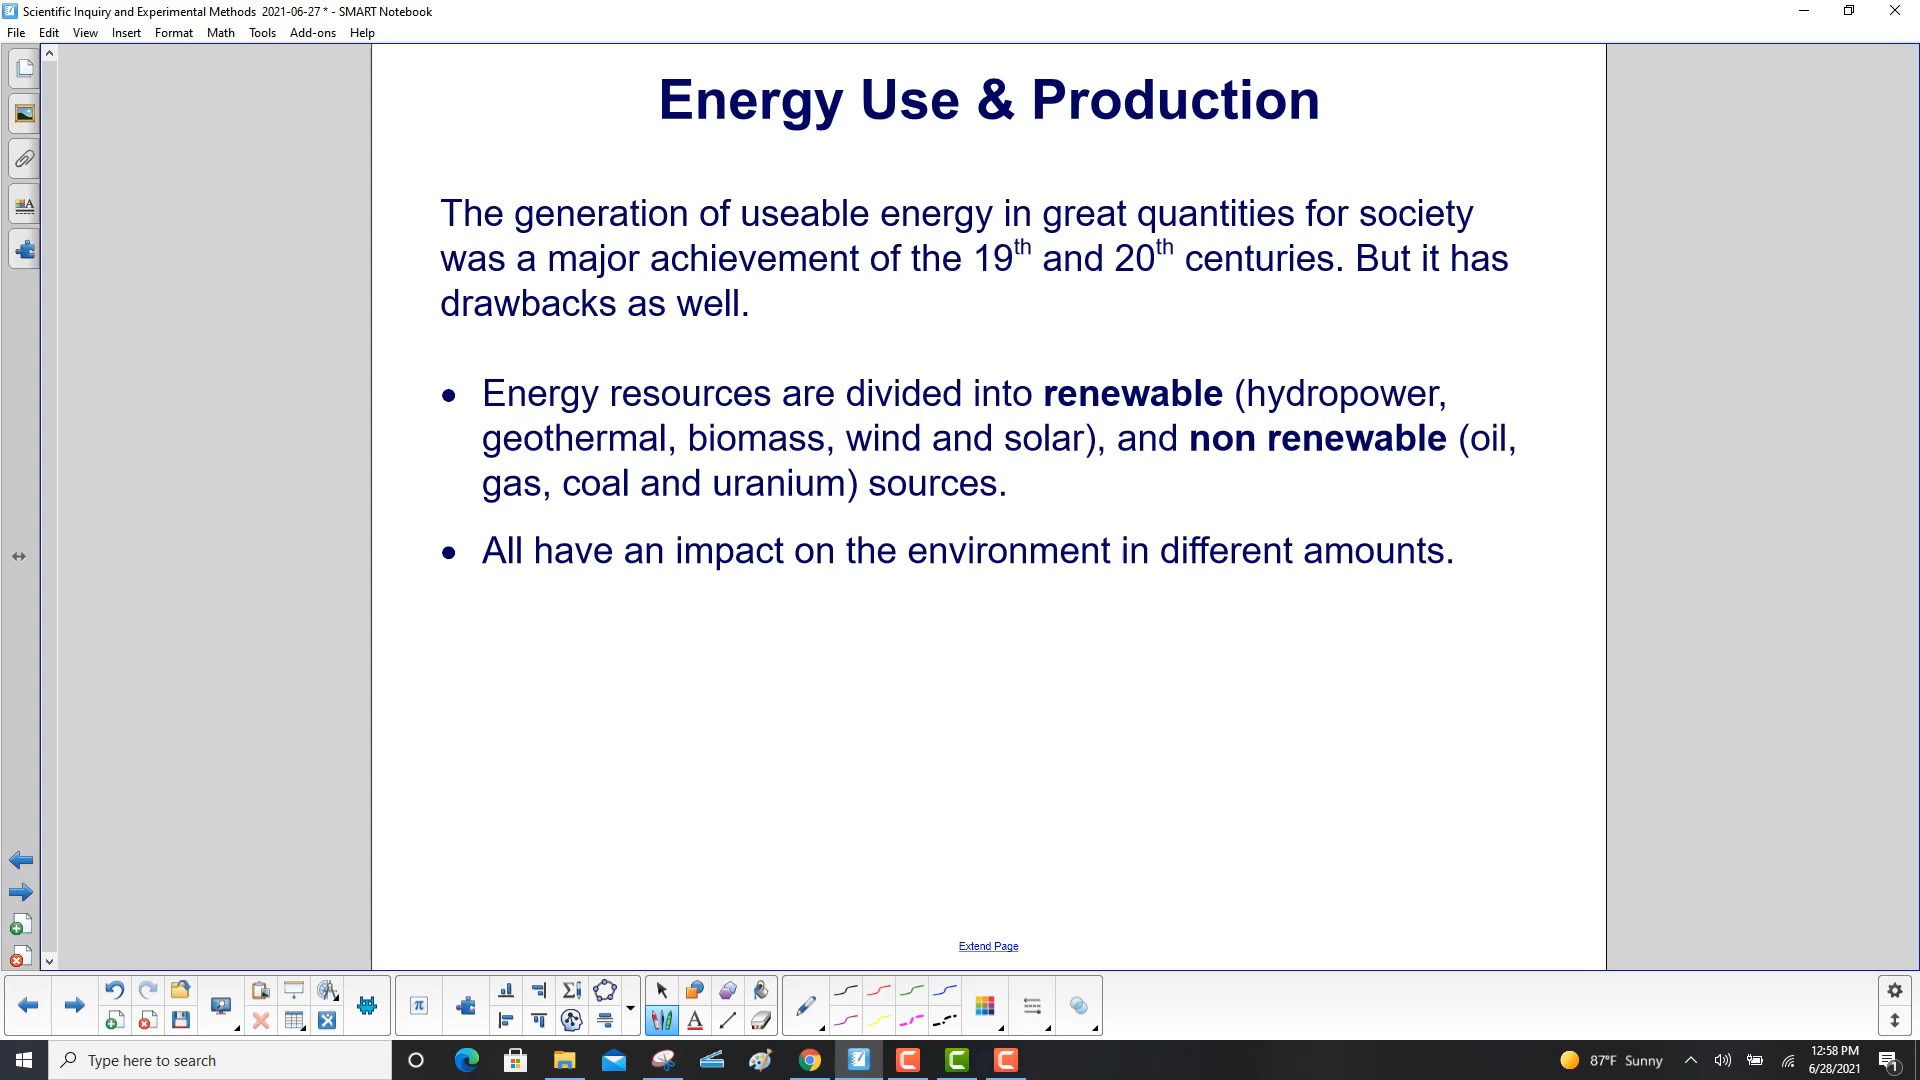 Scientific Inquiry and Experimental Methods 2021-06-27 * - SMART Notebook
File Edit View Insert Format Math Tools Add-ons Help
Energy Use & Production
The generation of useable energy in great quantities for society
was a major achievement of the 19th and 20th centuries. But it has
drawbacks as well.
• Energy resources are divided into renewable (hydropower,
geothermal, biomass, wind and solar), and non renewable (oil,
gas, coal and uranium) sources.
• All have an impact on the environment in different amounts.
Extend Page
Type here to search
87°F Sunny
12:58 PM
6/28/2021
1